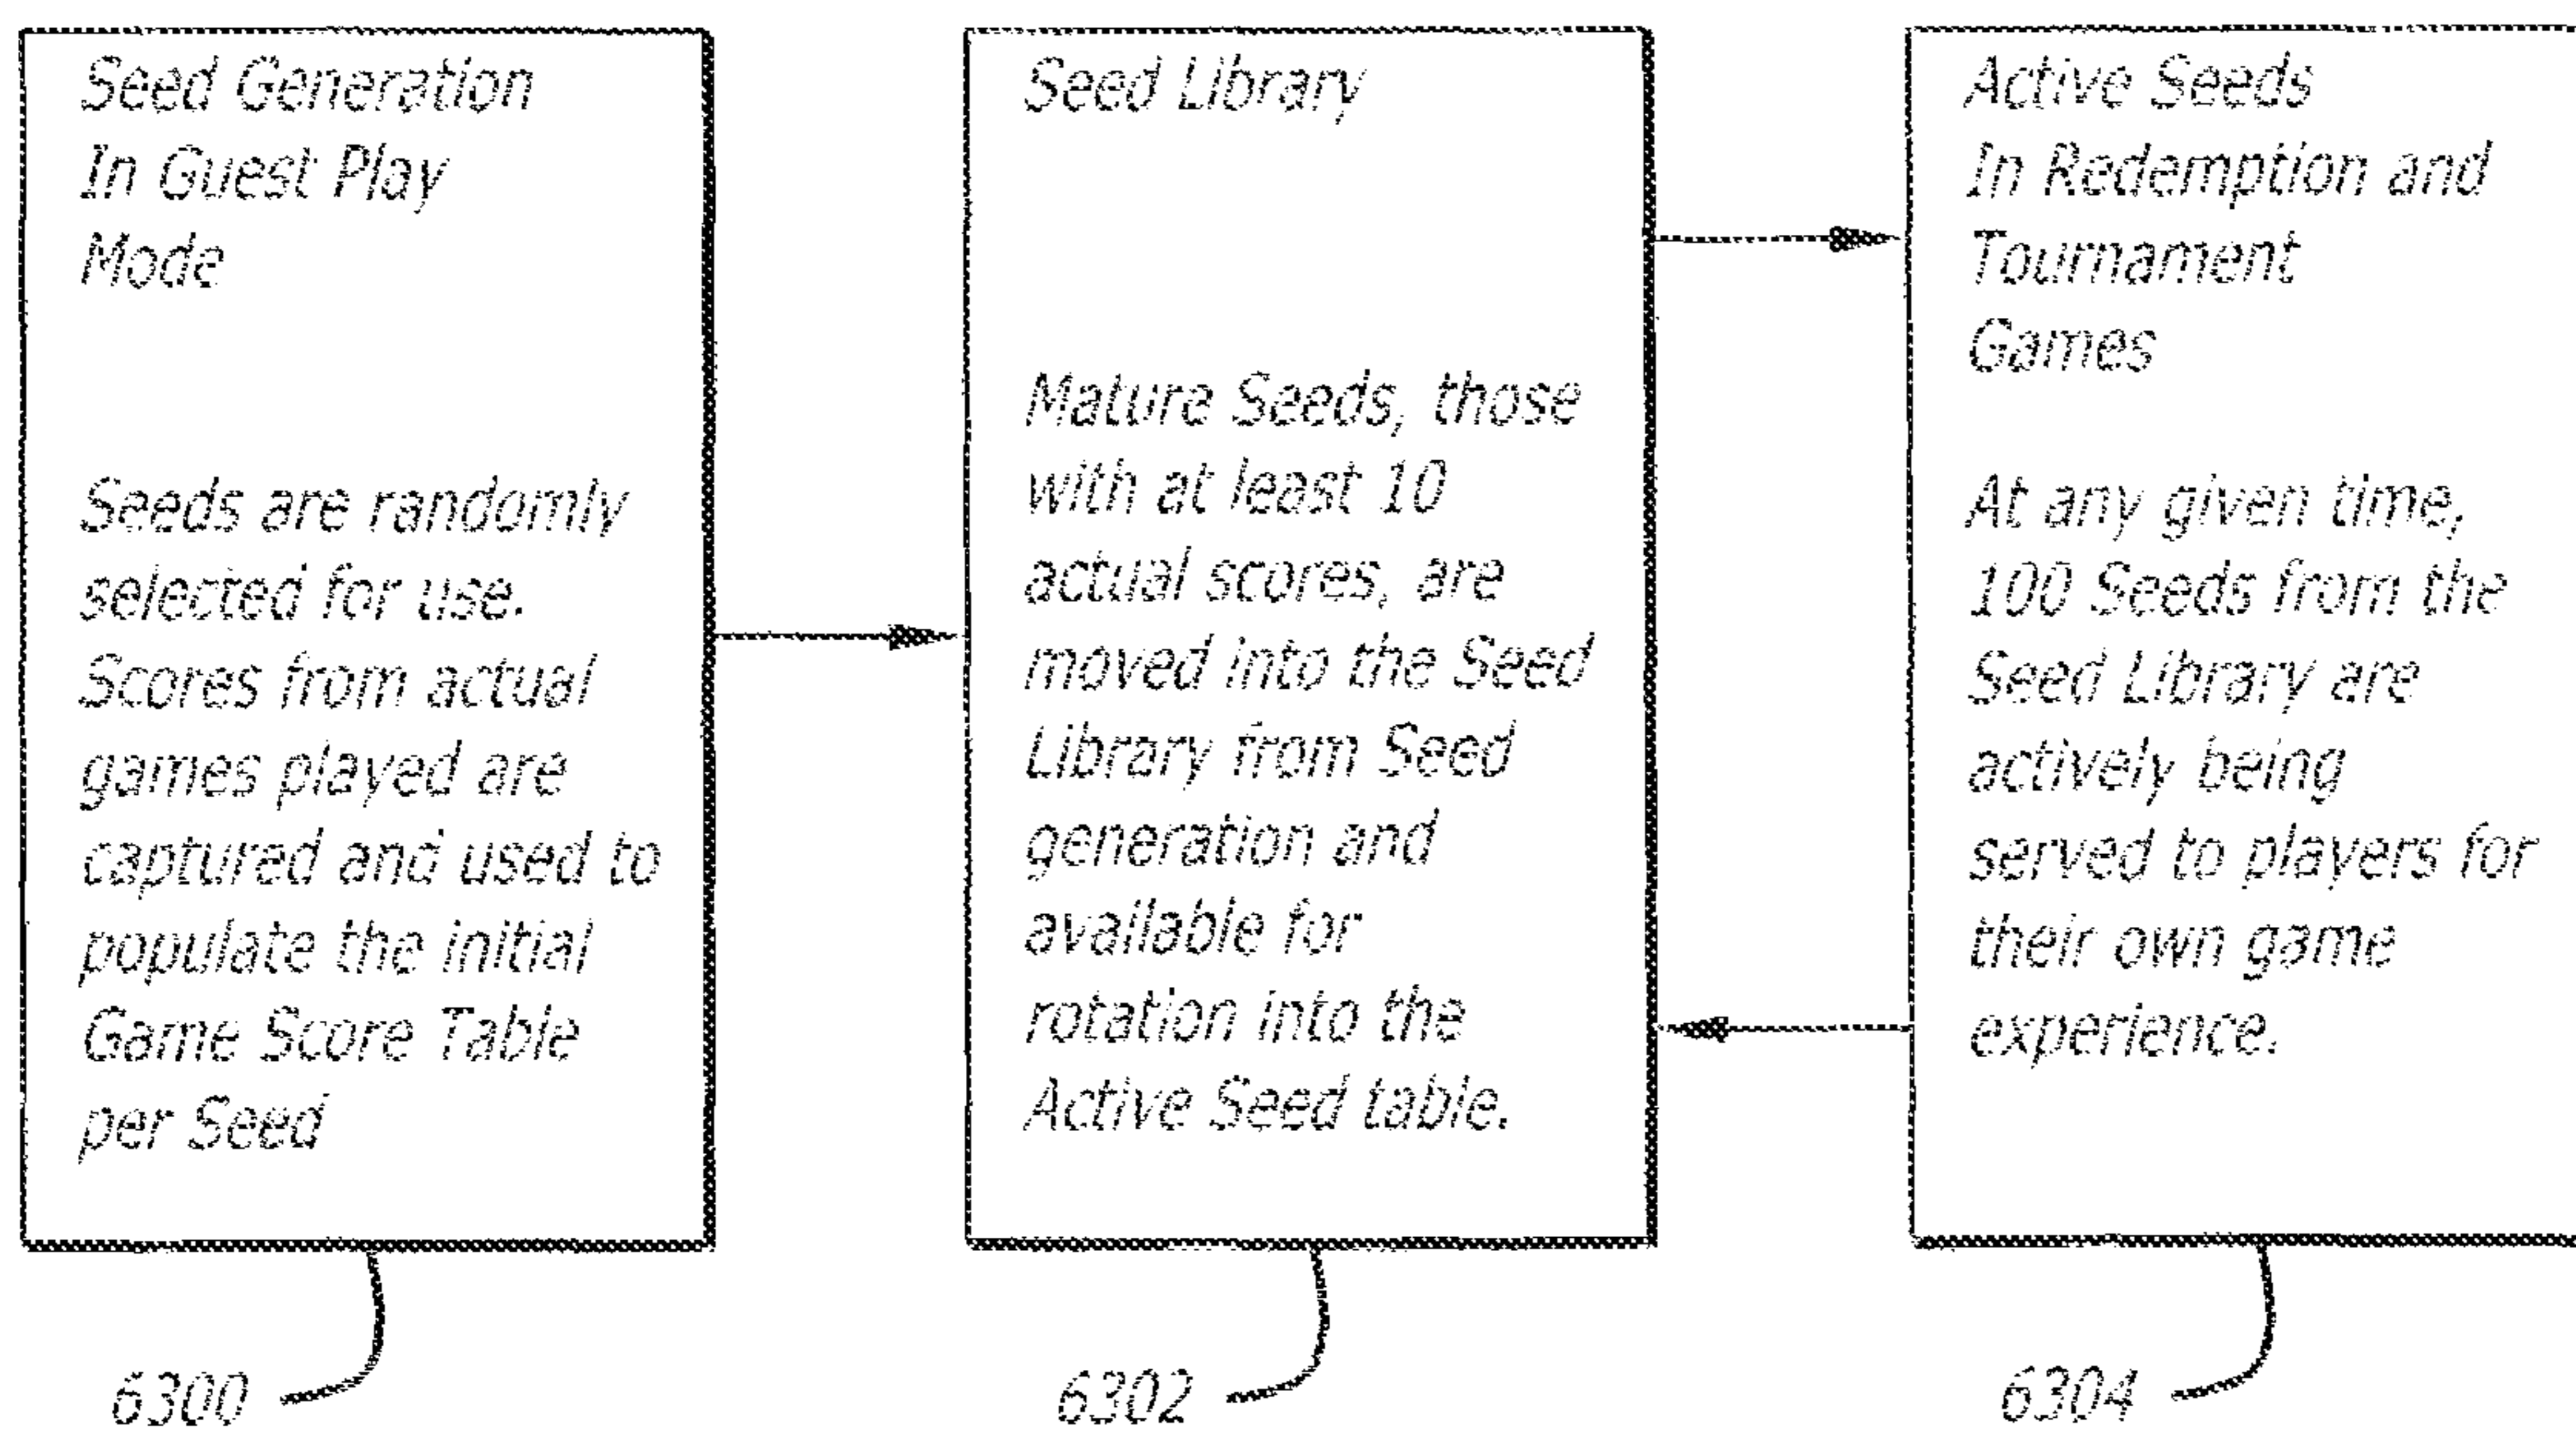 Seed Generation
In Guest Play
Mode
Seeds are randomly
selected for use.
Scores from actual
games played are
captured and used to
populate the initial
Game Score Table
per Seed
6300
Seed Library
Mature Seeds, those
with at least 10
actual scores, are
moved into the Seed
Library from Seed
generation and
available for
rotation into the
Active Seed table.
6302
Active Seeds
In Redemption and
Tournament
Games
At any given time,
100 Seeds from the
Seed Library are
actively being
served to players for
their own game
experience.
6304